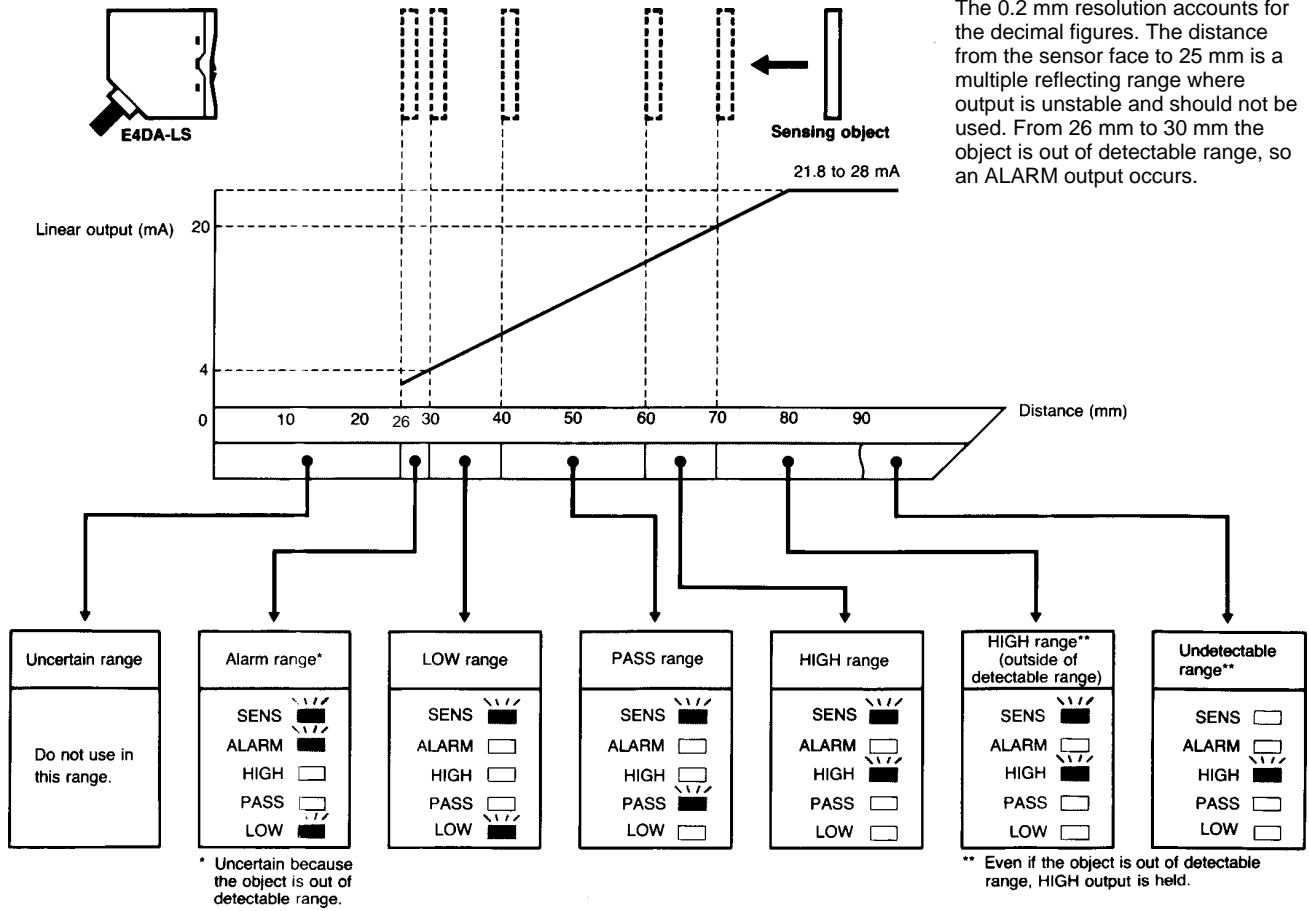 The 0.2 mm resolution accounts for
the decimal figures. The distance
from the sensor face to 25 mm is a
multiple reflecting range where
output is unstable and should not be
used. From 26 mm to 30 mm the
object is out of detectable range, so
an ALARM output occurs.
E4DA-LS
Sensing object
21.8 to 28 mA
Linear output (mA)
20
4
0 10 20 26 30 40 50 60 70 80 90
Distance (mm)
Uncertain range
Do not use in
this range.
Alarm range*
SENS
ALARM
HIGH
PASS
LOW
* Uncertain because
the object is out of
detectable range.
LOW range
SENS
ALARM
HIGH
PASS
LOW
PASS range
SENS
ALARM
HIGH
PASS
LOW
HIGH range
SENS
ALARM
HIGH
PASS
LOW
HIGH range**
(outside of
detectable range)
SENS
ALARM
HIGH
PASS
LOW
Undetectable
range**
SENS
ALARM
HIGH
PASS
LOW
** Even if the object is out of detectable
range, HIGH output is held.